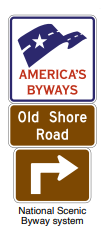 AMERICA'S
BYWAYS
Old Shore
Road
National Scenic
Byway system